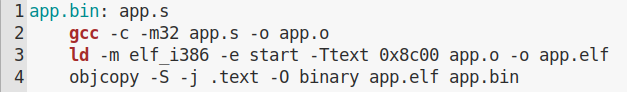 1 app.bin: app.s
2     gcc -c -m32 app.s -o app.o
3     ld -m elf_i386 -e start -Ttext 0x8c00 app.o -o app.elf
4     objcopy -S -j .text -O binary app.elf app.bin